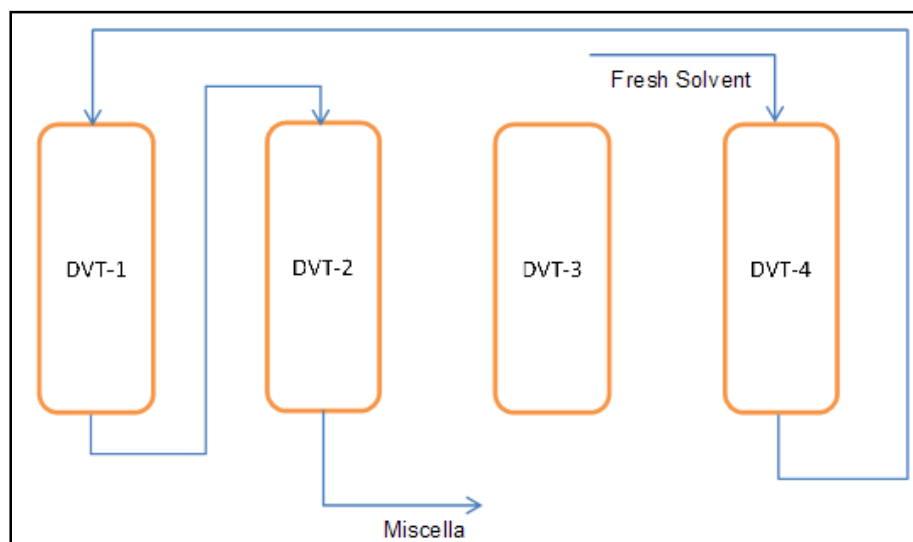 Fresh Solvent
DVT-1
DVT-2
DVT-3
DVT-4
Miscella